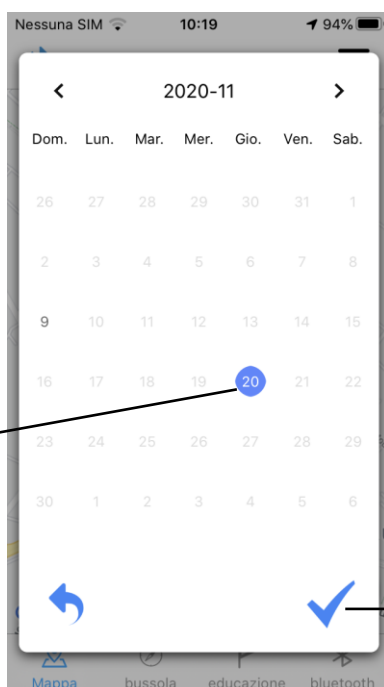 Nessuna SIM 10:19 94%
2020-11
Dom. Lun. Mar. Mer. Gio. Ven. Sab.
26 27 28 29 30 31 1
2 3 4 5 6 7 8
9 10 11 12 13 14 15
16 17 18 19 20 21 22
23 24 25 26 27 28 29
30 1 2 3 4 5 6
Mappa bussola educazione bluetooth